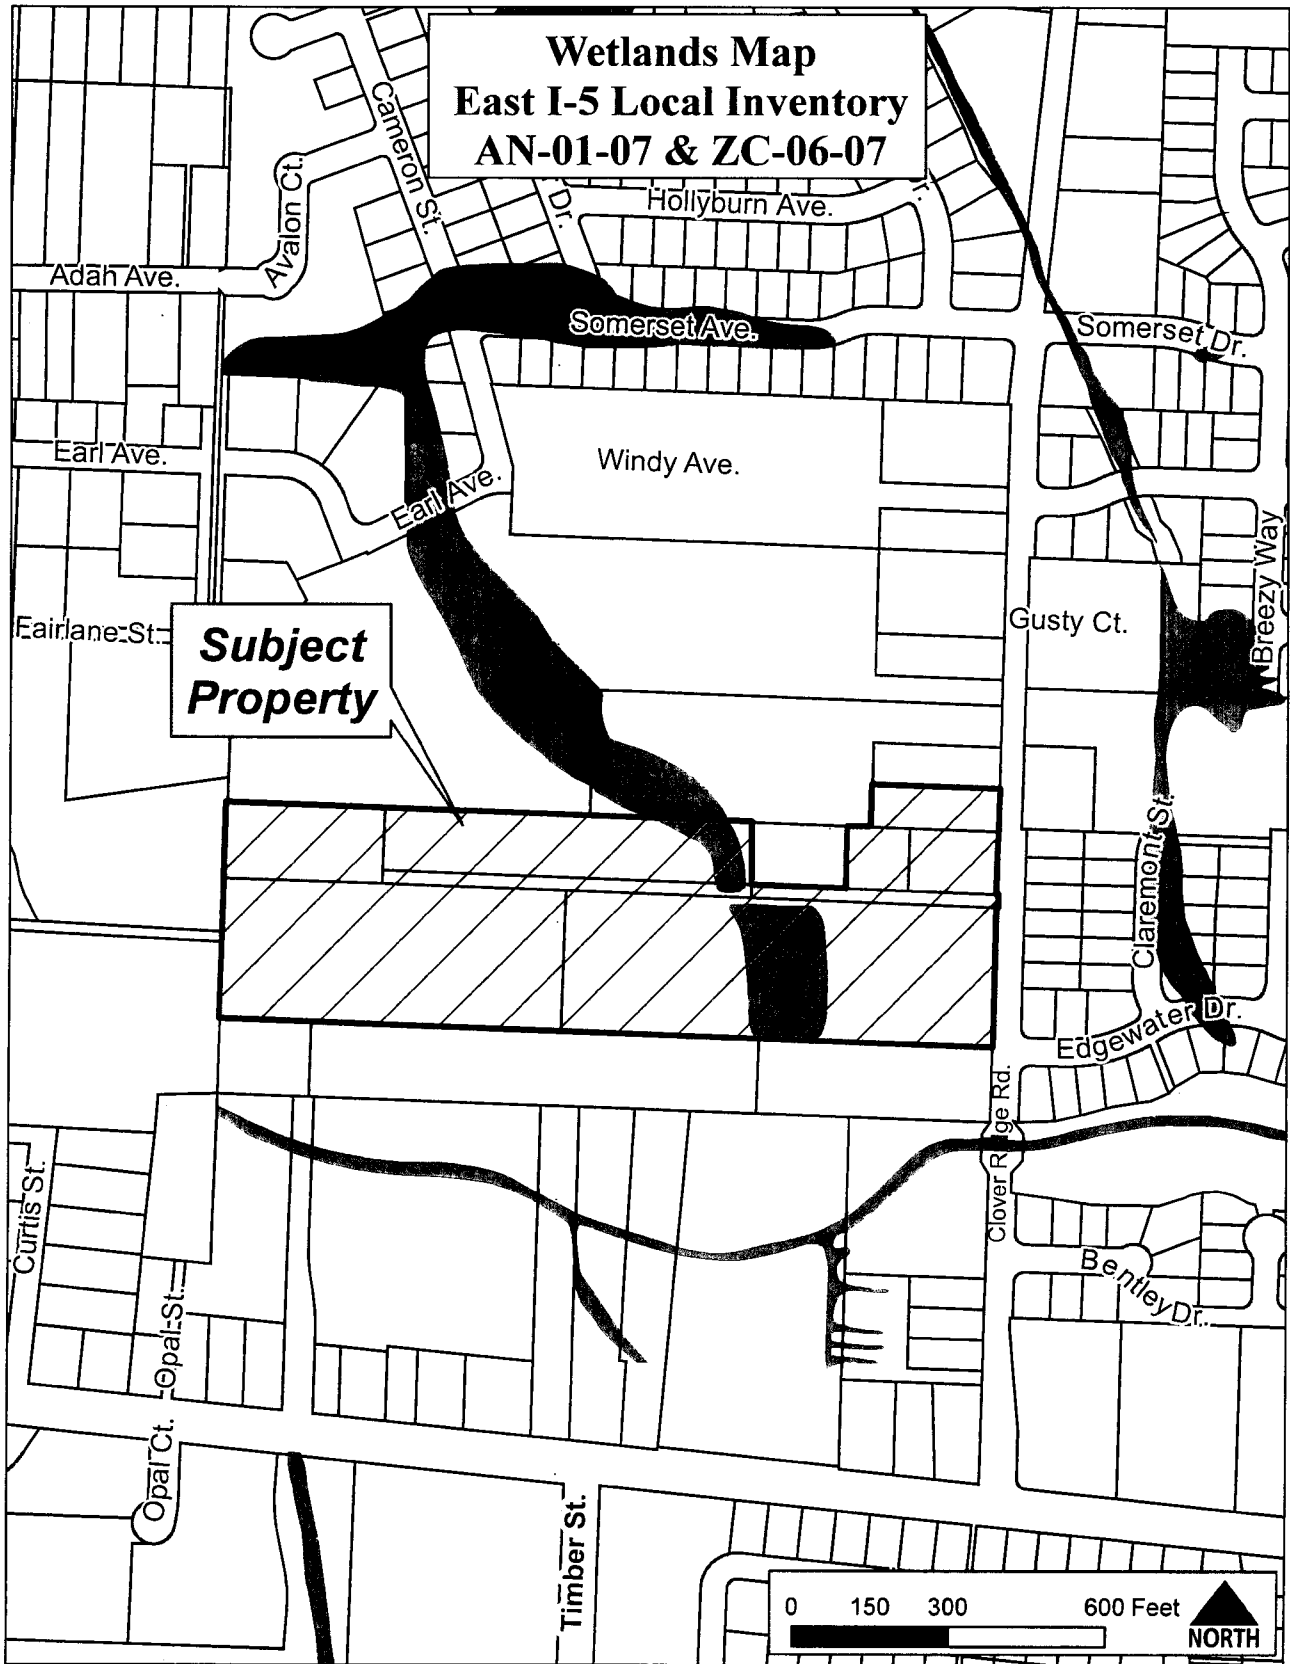 Wetlands Map
East I-5 Local Inventory
AN-01-07 & ZC-06-07
Cameron St.
Avalon Ct.
Dr.
Hollyburn Ave.
Adah Ave.
Somerset Ave.
Somerset Dr.
Earl Ave.
Earl Ave.
Windy Ave.
Breezy Way
Fairlane St.
Gusty Ct.
Subject
Property
Claremont St.
Edgewater Dr.
Clover Ridge Rd.
Curtis St.
Opal St.
Bentley Dr.
Opal Ct.
Timber St.
0 150 300 600 Feet
NORTH